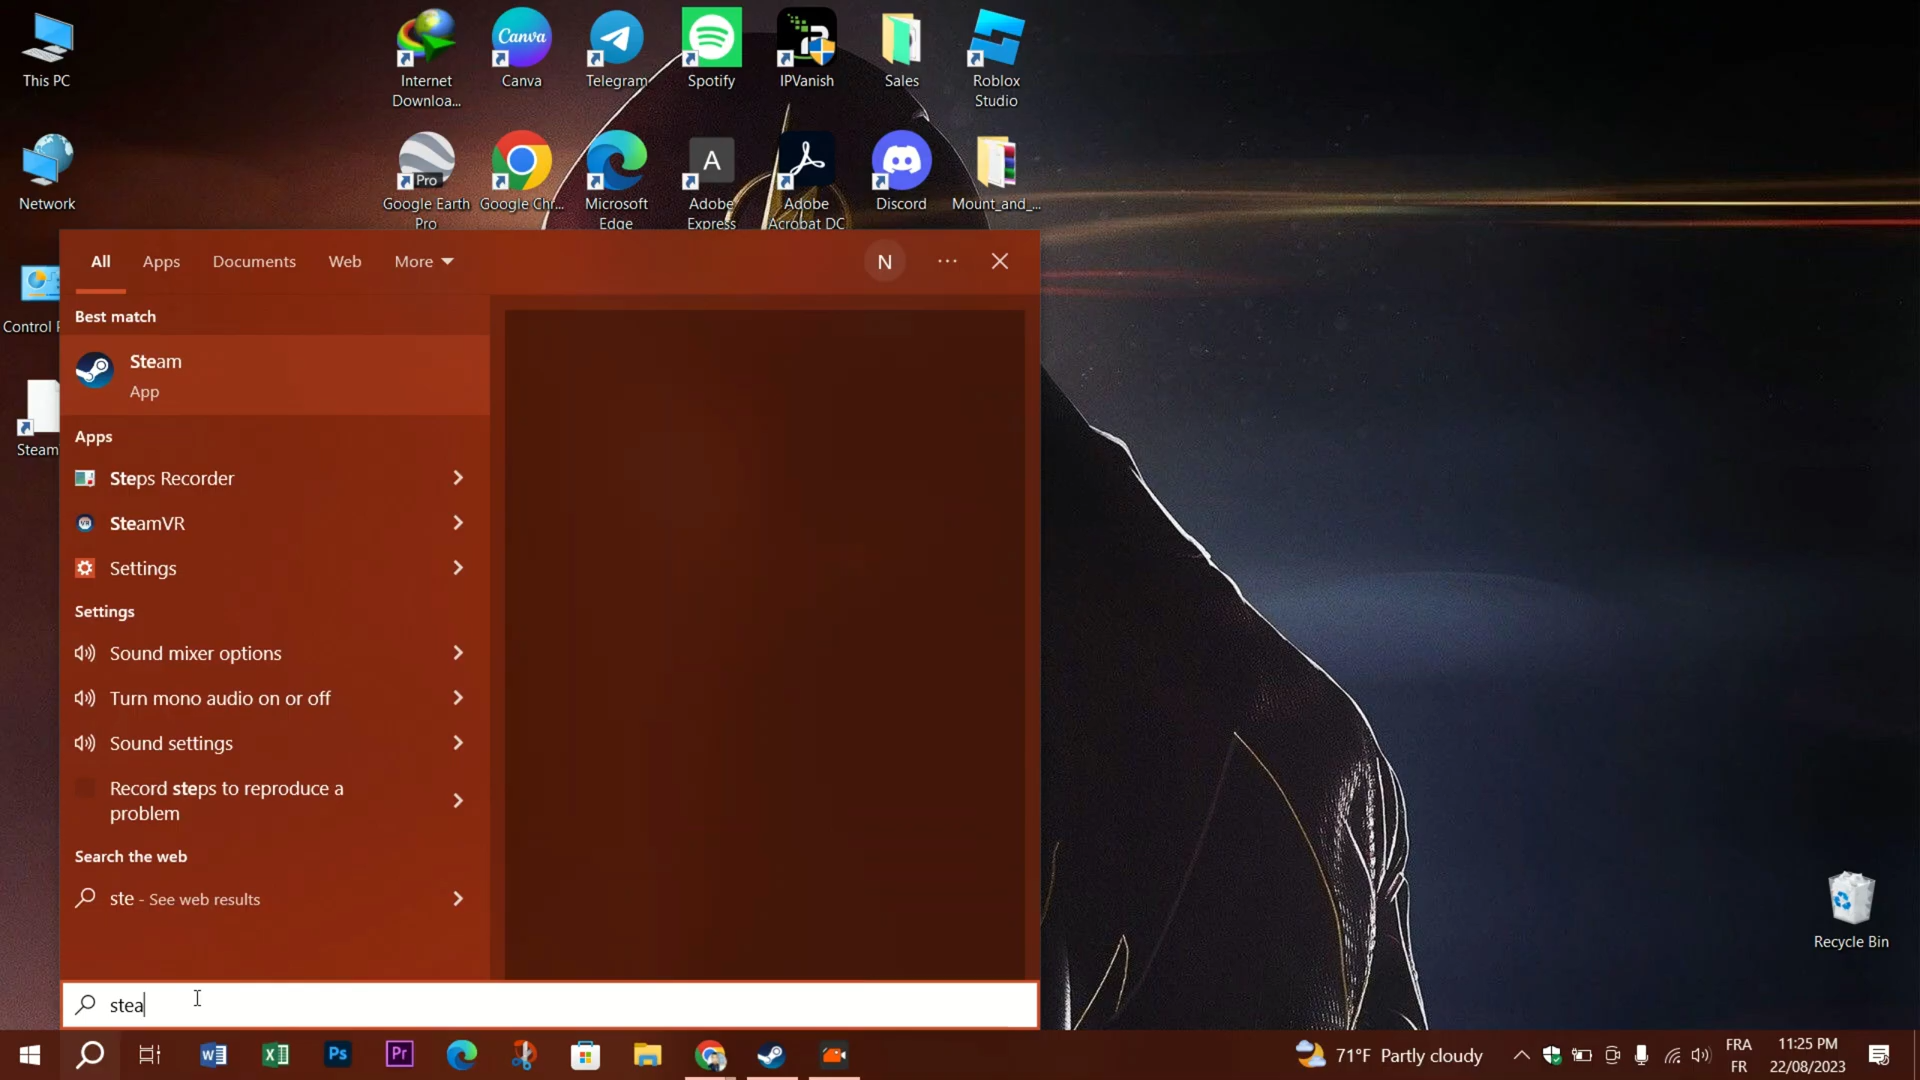 This PC
Internet
Downloa...
Canva
Canva
Telegram
Spotify
IPVanish
Sales
Roblox
Studio
Network
Pro
Google Earth
Pro
Google Chr...
Microsoft
Edge
A
Adobe
Express
Adobe
Acrobat DC
Discord
Mount_and_...
All
Apps
Documents
Web
More
N
Control P
Best match
Steam
App
Steam
Apps
Steps Recorder
SteamVR
Settings
Settings
Sound mixer options
Turn mono audio on or off
Sound settings
Record steps to reproduce a
problem
Search the web
ste - See web results
stea
Recycle Bin
Ps
Pr
71°F Partly cloudy
FRA
FR
11:25 PM
22/08/2023